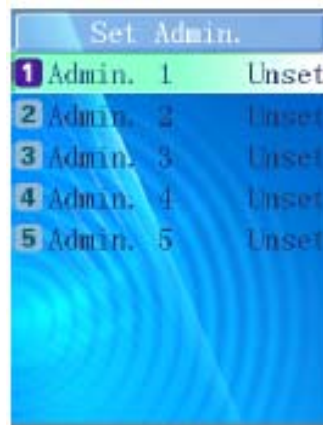 Set Admin.
1 Admin. 1 Unset
2 Admin. 2 Unset
3 Admin. 3 Unset
4 Admin. 4 Unset
5 Admin. 5 Unset